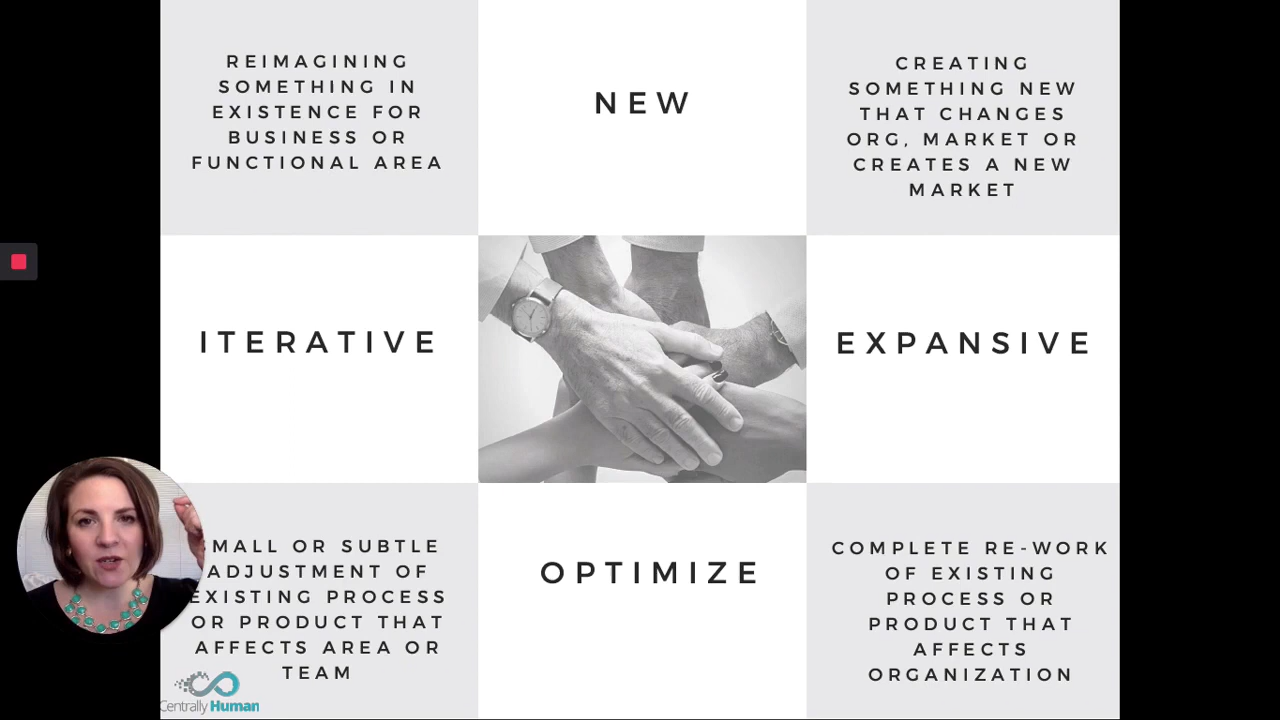 REIMAGINING
SOMETHING IN
EXISTENCE FOR
BUSINESS OR
FUNCTIONAL AREA
NEW
CREATING
SOMETHING NEW
THAT CHANGES
ORG, MARKET OR
CREATES A NEW
MARKET
ITERATIVE
EXPANSIVE
MALL OR SUBTLE
ADJUSTMENT OF
EXISTING PROCESS
OR PRODUCT THAT
AFFECTS AREA OR
TEAM
OPTIMIZE
COMPLETE RE-WORK
OF EXISTING
PROCESS OR
PRODUCT THAT
AFFECTS
ORGANIZATION
Centrally Human